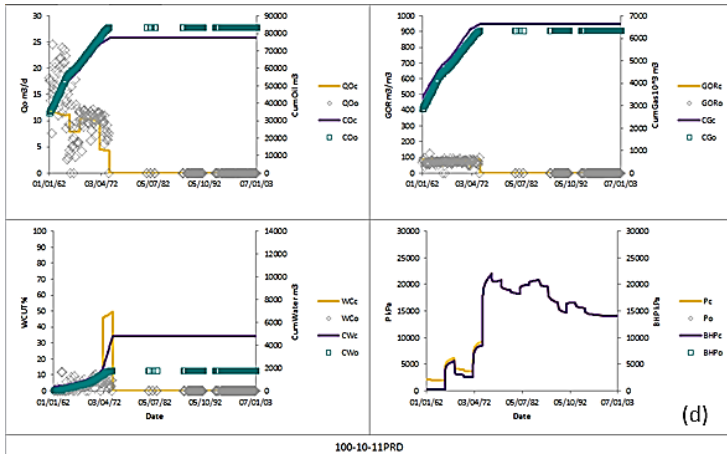 30
25
20
15
10
5
0
Qo m3/d
90000
80000
70000
60000
50000
40000
30000
20000
10000
0
CumOil m3
01/01/62 03/04/72 05/07/82 05/10/92 07/01/03
QOc
QOo
COc
COo
1000
900
800
700
600
500
400
300
200
100
0
GOR m3/m3
7000
6000
5000
4000
3000
2000
1000
0
CumGas10^3 m3
01/01/62 03/04/72 05/07/82 05/10/92 07/01/03
GORc
GORo
CGc
CGo
100
90
80
70
60
50
40
30
20
10
0
WCUT%
14000
12000
10000
8000
6000
4000
2000
0
CumWater m3
01/01/62 03/04/72 05/07/82 05/10/92 07/01/03
Date
WCc
WCo
CWc
CWo
30000
25000
20000
15000
10000
5000
0
P kPa
30000
25000
20000
15000
10000
5000
0
BHP kPa
01/01/62 03/04/72 05/07/82 05/10/92 07/01/03
Date
Pc
Po
BHPc
BHPo
(d)
100-10-11PRD